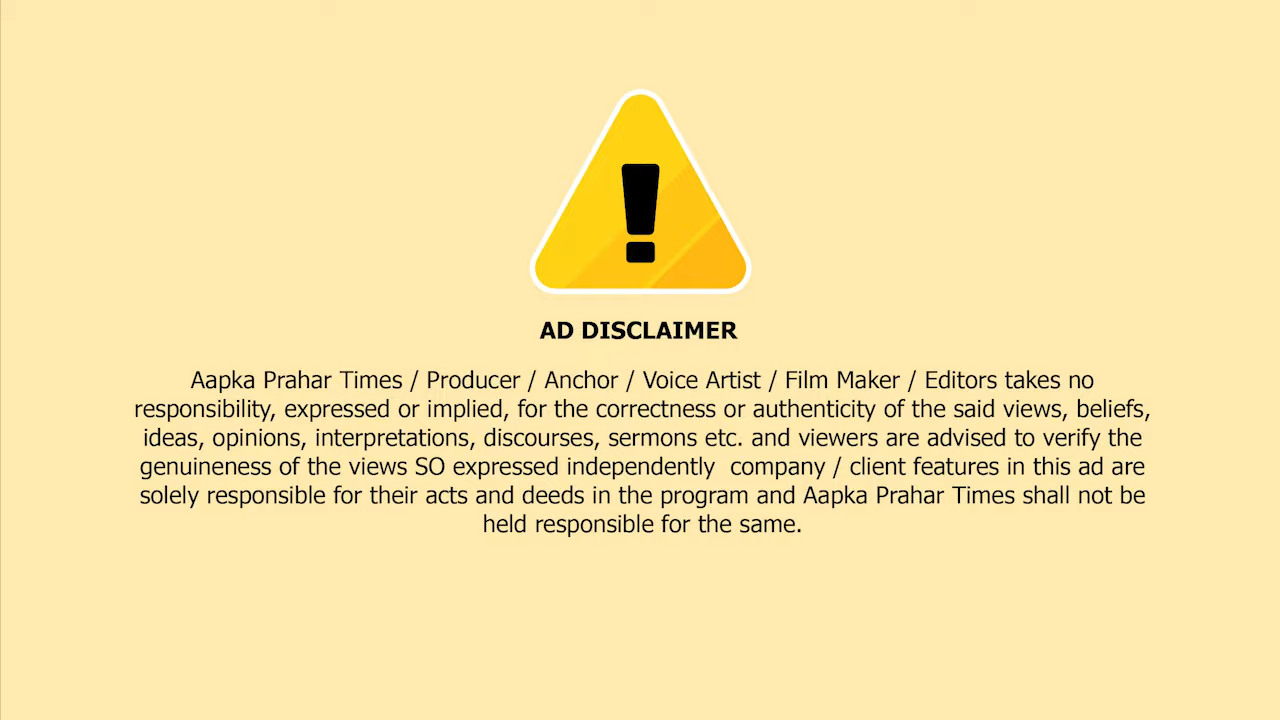 AD DISCLAIMER
Aapka Prahar Times / Producer / Anchor / Voice Artist / Film Maker / Editors takes no
responsibility, expressed or implied, for the correctness or authenticity of the said views, beliefs,
ideas, opinions, interpretations, discourses, sermons etc. and viewers are advised to verify the
genuineness of the views SO expressed independently  company / client features in this ad are
solely responsible for their acts and deeds in the program and Aapka Prahar Times shall not be
held responsible for the same.